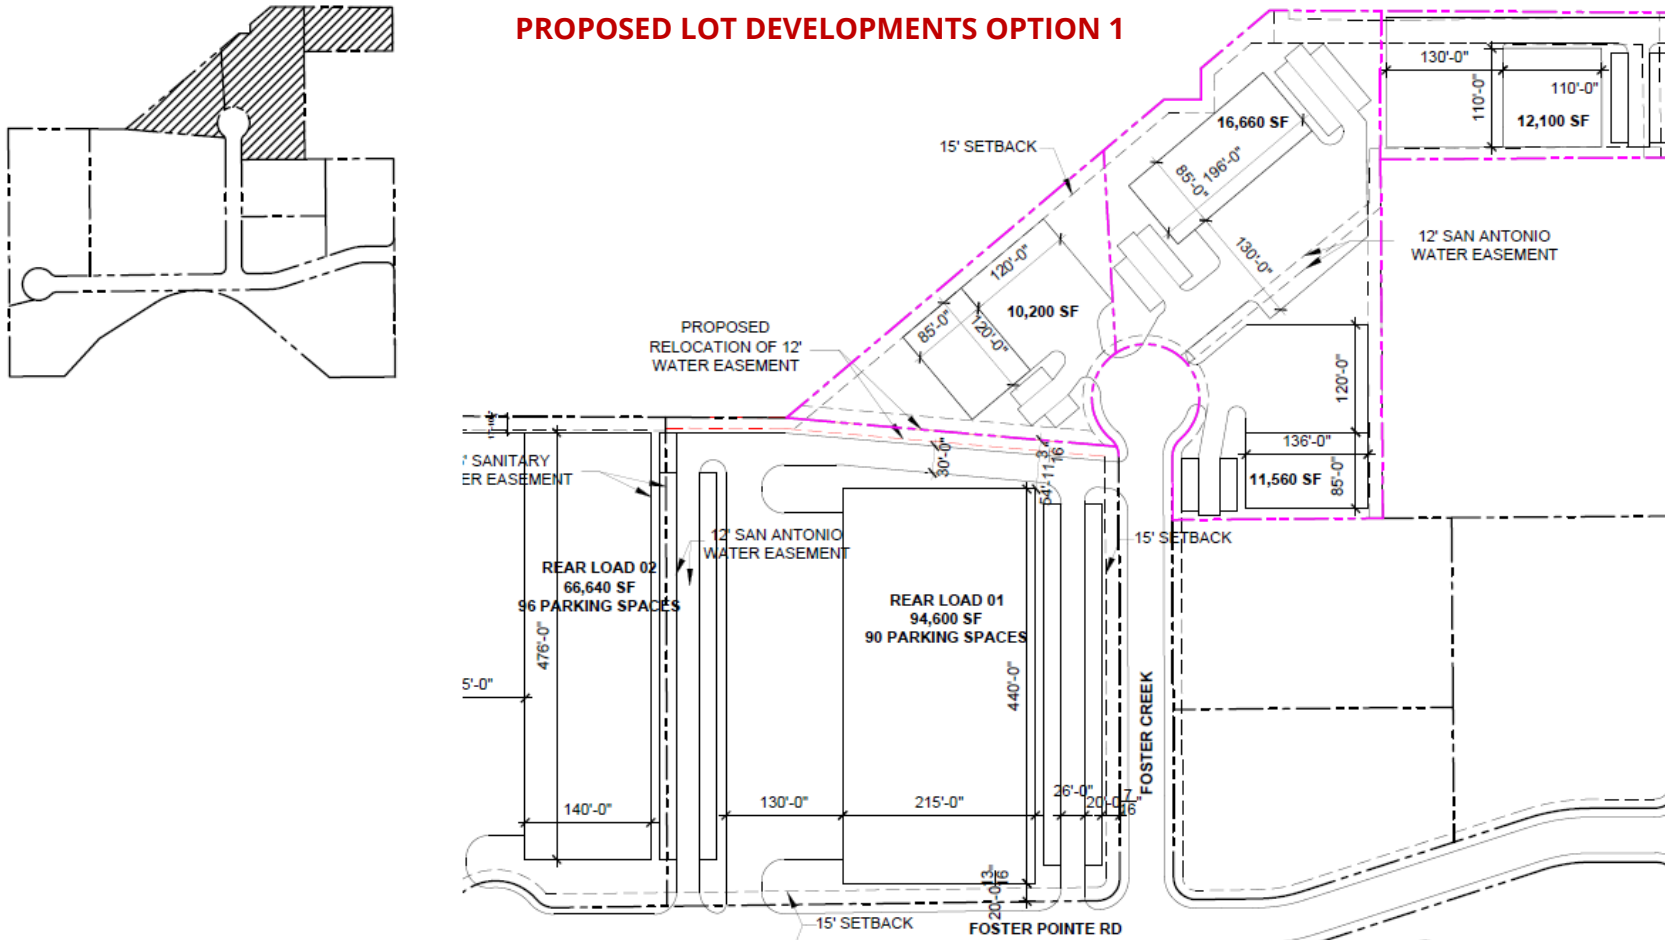 PROPOSED LOT DEVELOPMENTS OPTION 1
130'-0"
110'-0"
110'-0"
12,100 SF
16,660 SF
196'-0"
85'-0"
130'-0"
15' SETBACK
12' SAN ANTONIO
WATER EASEMENT
120'-0"
10,200 SF
85'-0"
120'-0"
PROPOSED
RELOCATION OF 12'
WATER EASEMENT
120'-0"
136'-0"
11,560 SF
85'-0"
30'-0"
' SANITARY
ER EASEMENT
12' SAN ANTONIO
WATER EASEMENT
15' SETBACK
REAR LOAD 02
66,640 SF
96 PARKING SPACES
476'-0"
REAR LOAD 01
94,600 SF
90 PARKING SPACES
440'-0"
5'-0"
FOSTER CREEK
140'-0"
130'-0"
215'-0"
26'-0"
15' SETBACK
FOSTER POINTE RD